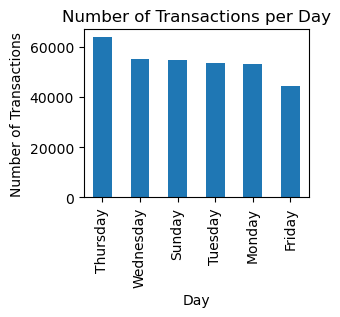 Number of Transactions per Day
Number of Transactions
60000
40000
20000
0
Thursday
Wednesday
Sunday
Tuesday
Monday
Friday
Day